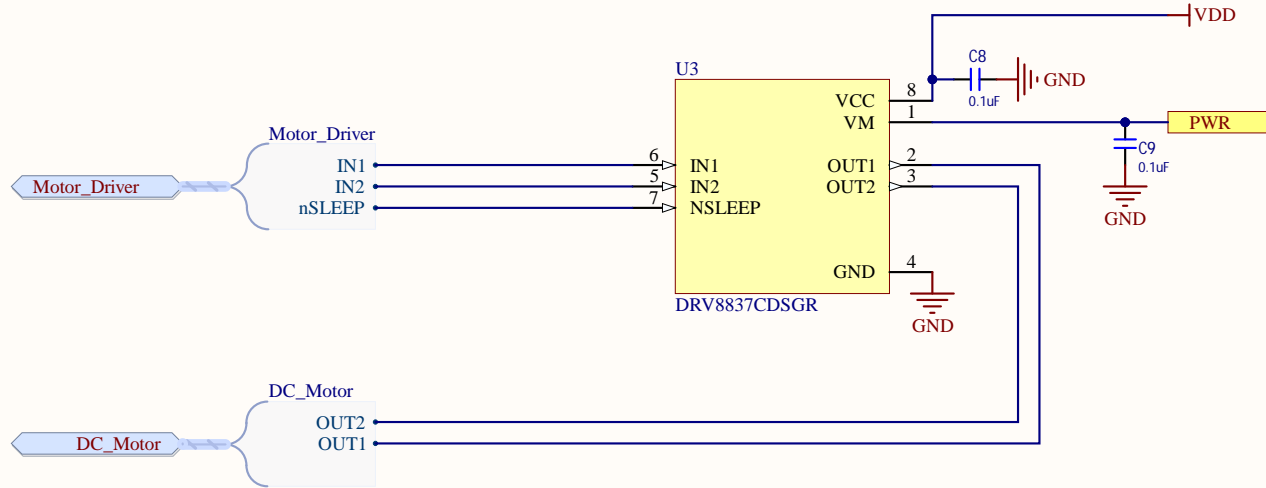 VDD
C8
GND
0.1uF
U3
VCC
8
VM
1
PWR
C9
0.1uF
GND
Motor_Driver
Motor_Driver
IN1
IN2
nSLEEP
6
5
7
IN1
IN2
NSLEEP
OUT1
2
OUT2
3
GND
4
GND
DRV8837CDSGR
DC_Motor
DC_Motor
OUT2
OUT1